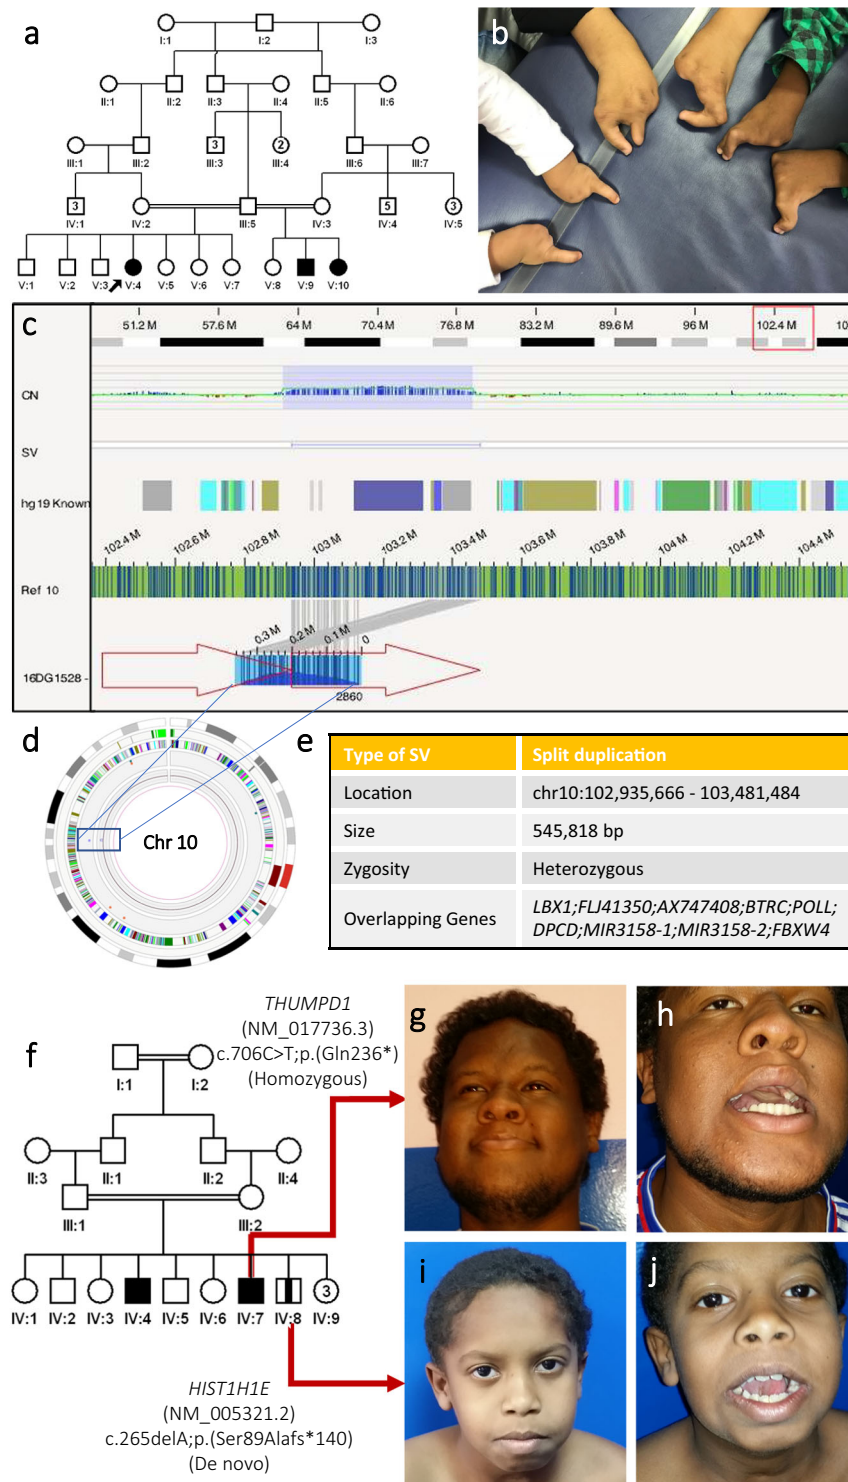 a
I:1
I:2
I:3
II:1
II:2
II:3
II:4
II:5
II:6
III:1
III:2
3
III:3
2
III:4
III:6
III:7
3
IV:1
IV:2
III:5
IV:3
5
IV:4
3
IV:5
V:1
V:2
V:3
V:4
V:5
V:6
V:7
V:8
V:9
V:10
b
c
51.2 M
57.6 M
64 M
70.4 M
76.8 M
83.2 M
89.6 M
96 M
102.4 M
10
CN
SV
hg19 Known
102.4 M
102.6 M
102.8 M
103 M
103.2 M
103.4 M
103.6 M
103.8 M
104 M
104.2 M
104.4 M
Ref 10
0.3 M
0.2 M
0.1 M
0
16DG1528 -
2860
d
Chr 10
e
Type of SV
Split duplication
Location
chr10:102,935,666 - 103,481,484
Size
545,818 bp
Zygosity
Heterozygous
Overlapping Genes
LBX1;FLJ41350;AX747408;BTRC;POLL;
DPCD;MIR3158-1;MIR3158-2;FBXW4
f
I:1
I:2
II:3
II:1
II:2
II:4
III:1
III:2
IV:1
IV:2
IV:3
IV:4
IV:5
IV:6
IV:7
IV:8
3
IV:9
THUMPD1
(NM_017736.3)
c.706C>T;p.(Gln236*)
(Homozygous)
HIST1H1E
(NM_005321.2)
c.265delA;p.(Ser89Alafs*140)
(De novo)
g
h
i
j